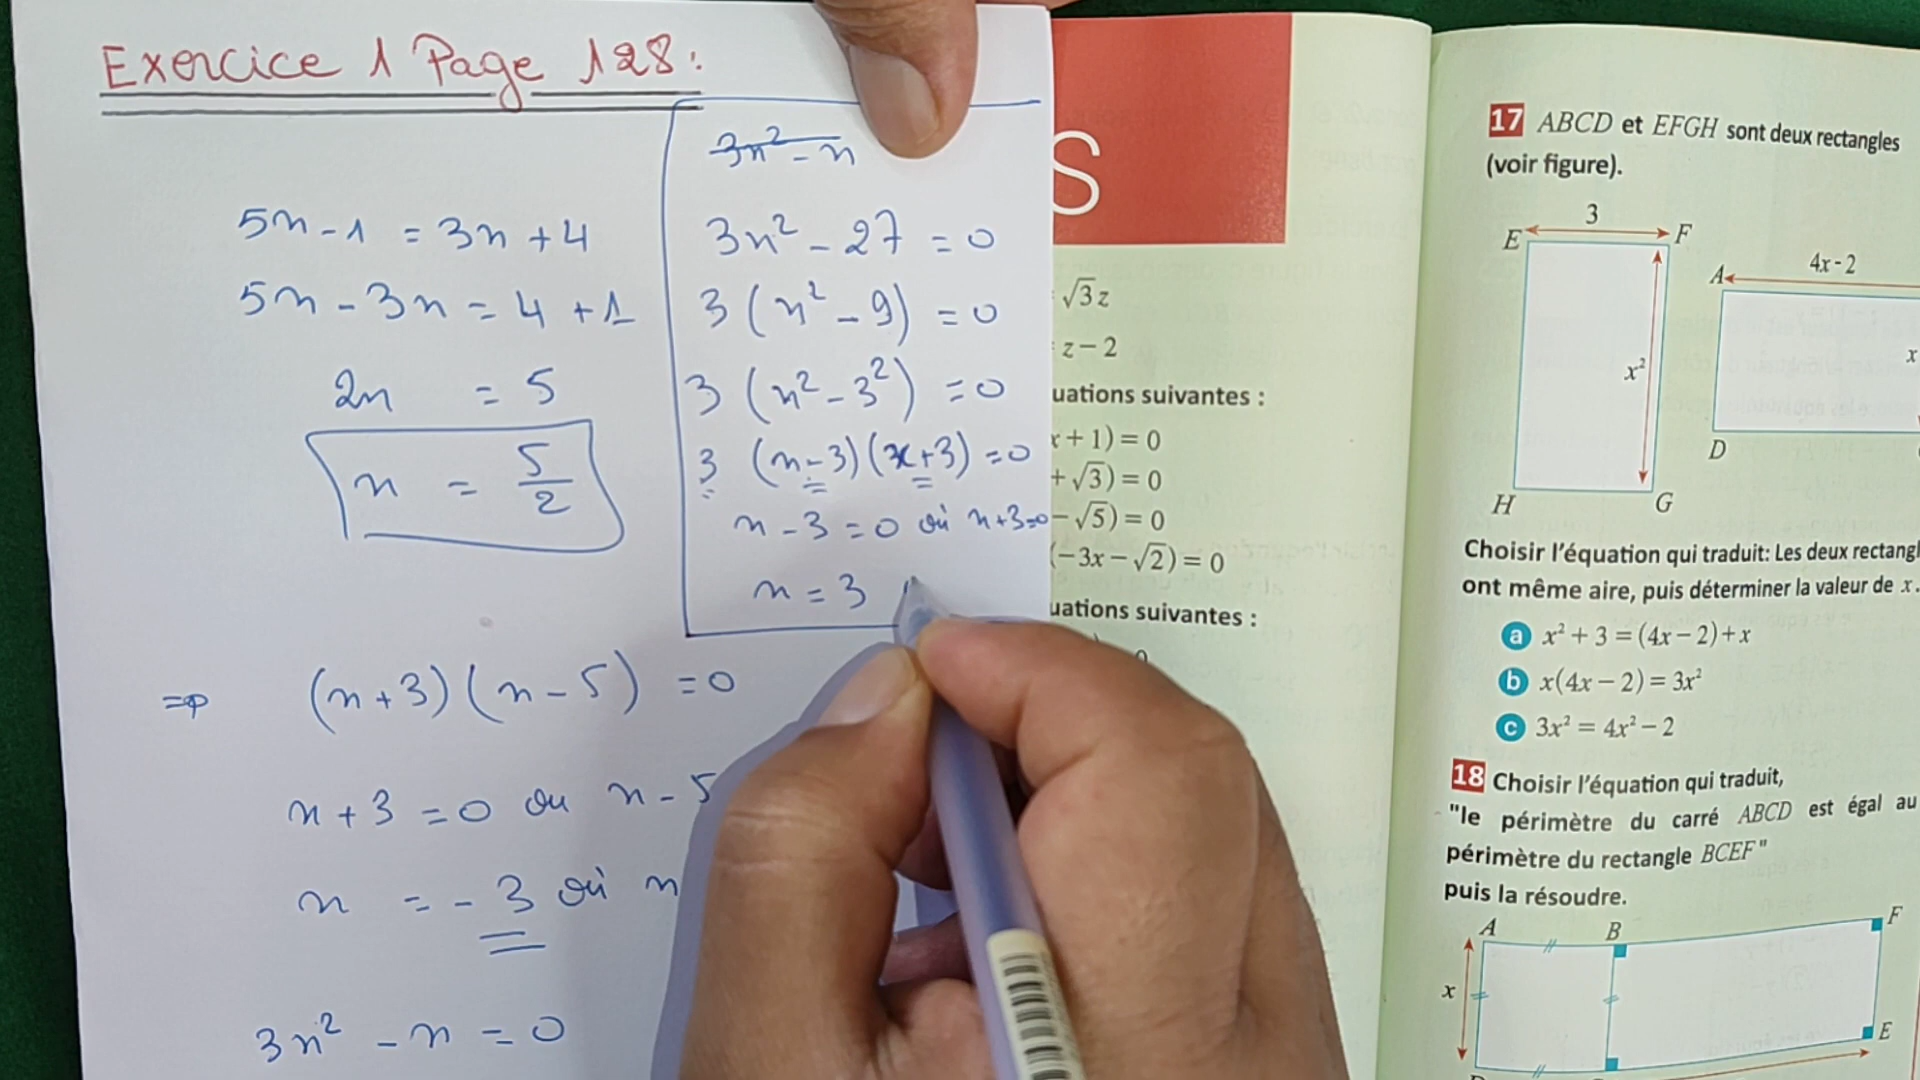 Exercice 1 Page 128:
5x - 1 = 3x + 4
5x - 3x = 4 + 1
2x = 5
x = 5/2
3x² - x
3x² - 27 = 0
3(x² - 9) = 0
3(x² - 3²) = 0
3(x - 3)(x + 3) = 0
x - 3 = 0 où x + 3 = 0
x = 3
=> (x + 3)(x - 5) = 0
x + 3 = 0 ou x - 5
x = - 3 où x
3x² - x = 0
S
√3z
z - 2
uations suivantes :
x + 1) = 0
+ √3) = 0
- √5) = 0
(-3x - √2) = 0
uations suivantes :
17 ABCD et EFGH sont deux rectangles
(voir figure).
3
E F
A 4x - 2
x² x
D
H G
Choisir l'équation qui traduit: Les deux rectangl
ont même aire, puis déterminer la valeur de x.
a x² + 3 = (4x - 2) + x
b x(4x - 2) = 3x²
c 3x² = 4x² - 2
18 Choisir l'équation qui traduit,
"le périmètre du carré ABCD est égal au
périmètre du rectangle BCEF"
puis la résoudre.
A B F
x
E